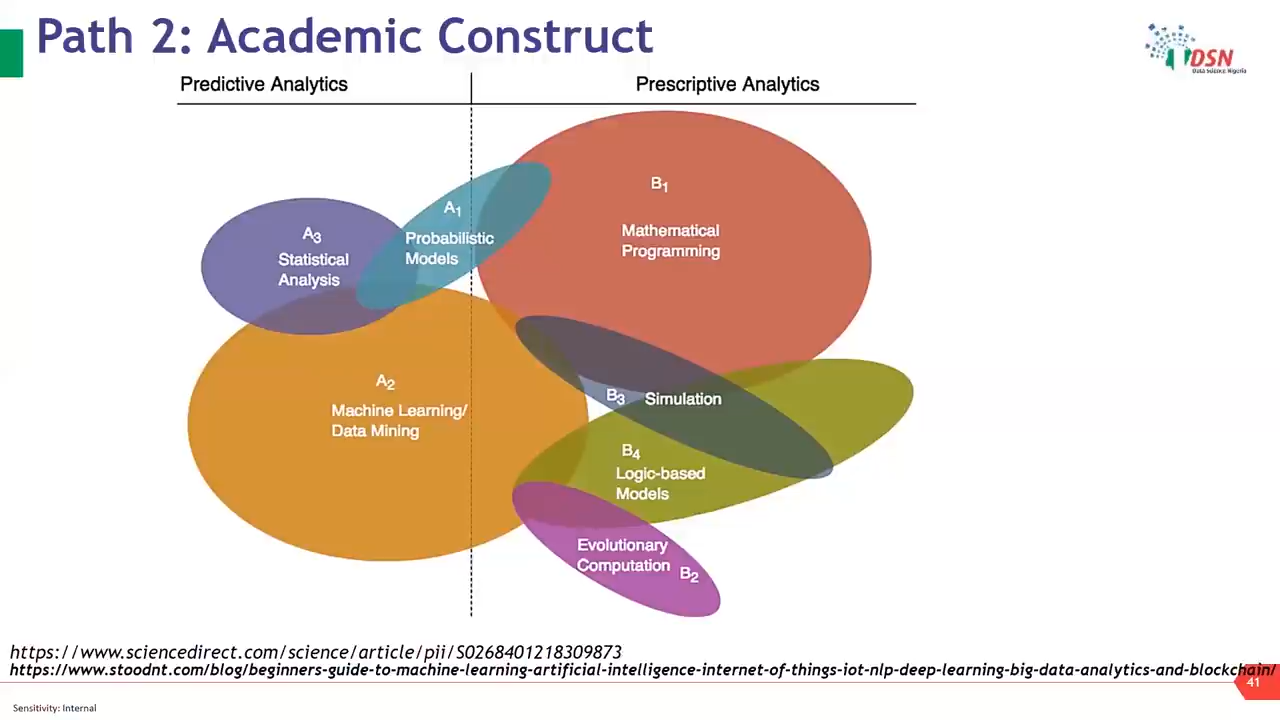 Path 2: Academic Construct
DSN
Data Science Nigeria
Predictive Analytics
Prescriptive Analytics
B1
Mathematical
Programming
A1
Probabilistic
Models
A3
Statistical
Analysis
A2
Machine Learning/
Data Mining
B3 Simulation
B4
Logic-based
Models
Evolutionary
Computation B2
https://www.sciencedirect.com/science/article/pii/S0268401218309873
https://www.stoodnt.com/blog/beginners-guide-to-machine-learning-artificial-intelligence-internet-of-things-iot-nlp-deep-learning-big-data-analytics-and-blockchain/
41
Sensitivity: Internal